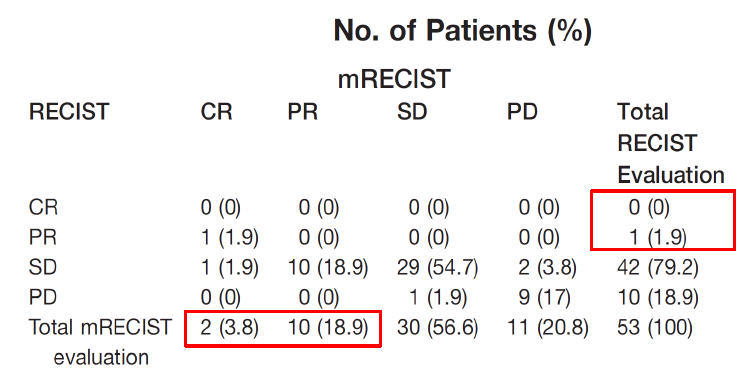 No. of Patients (%)
mRECIST
RECIST CR PR SD PD Total
RECIST
Evaluation
CR 0 (0) 0 (0) 0 (0) 0 (0) 0 (0)
PR 1 (1.9) 0 (0) 0 (0) 0 (0) 1 (1.9)
SD 1 (1.9) 10 (18.9) 29 (54.7) 2 (3.8) 42 (79.2)
PD 0 (0) 0 (0) 1 (1.9) 9 (17) 10 (18.9)
Total mRECIST 2 (3.8) 10 (18.9) 30 (56.6) 11 (20.8) 53 (100)
evaluation